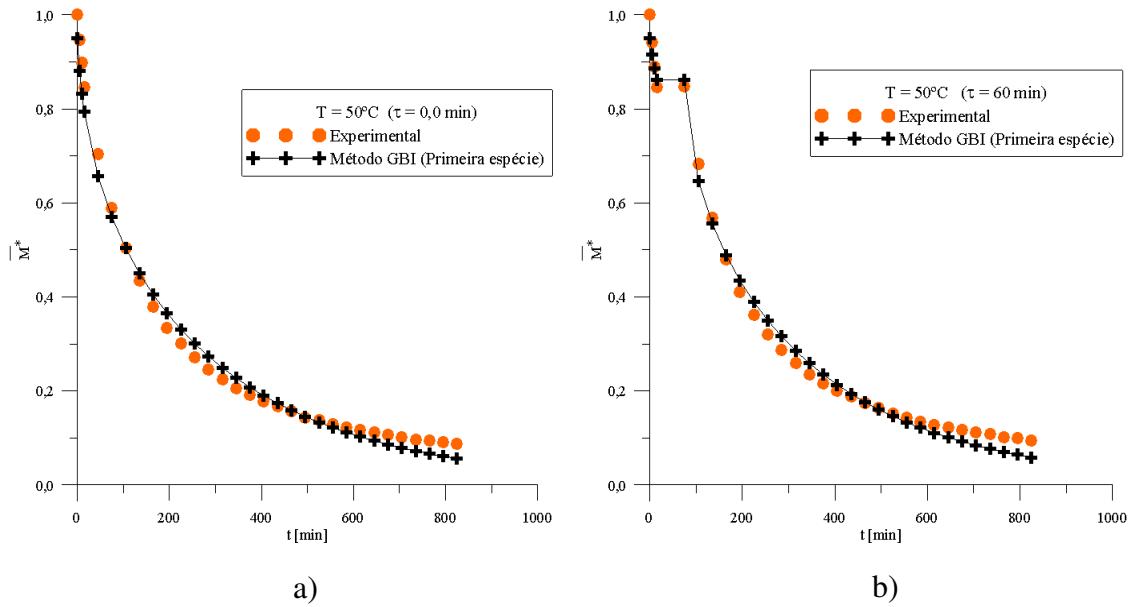 1,0
0,8
0,6
0,4
0,2
0,0
M*
0
200
400
600
800
1000
t [min]
T = 50ºC (τ = 0,0 min)
Experimental
Método GBI (Primeira espécie)
a)
1,0
0,8
0,6
0,4
0,2
0,0
M*
0
200
400
600
800
1000
t [min]
T = 50ºC (τ = 60 min)
Experimental
Método GBI (Primeira espécie)
b)